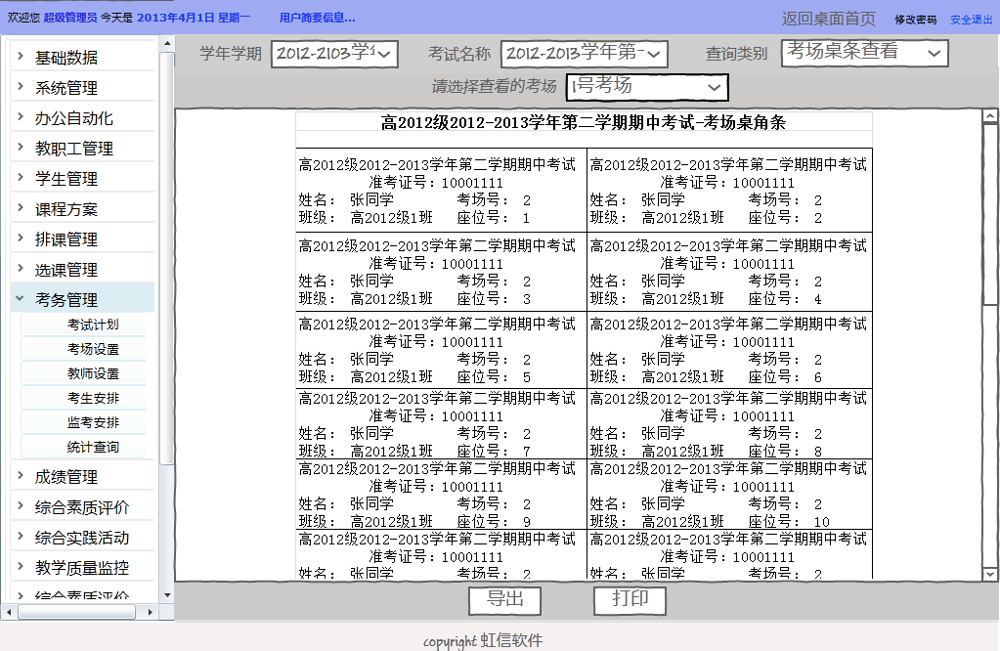 欢迎您 超级管理员 今天是 2013年4月1日 星期一 用户简要信息... 返回桌面首页 修改密码 安全退出
学年学期 2012-2103学年 考试名称 2012-2013学年第一 查询类别 考场桌条查看
请选择查看的考场 1号考场
基础数据
系统管理
办公自动化
教职工管理
学生管理
课程方案
排课管理
选课管理
考务管理
考试计划
考场设置
教师设置
考生安排
监考安排
统计查询
成绩管理
综合素质评价
综合实践活动
教学质量监控
综合素质评价
高2012级2012-2013学年第二学期期中考试-考场桌角条
高2012级2012-2013学年第二学期期中考试 高2012级2012-2013学年第二学期期中考试
准考证号：10001111 准考证号：10001111
姓名： 张同学 考场号： 2 姓名： 张同学 考场号： 2
班级： 高2012级1班 座位号： 1 班级： 高2012级1班 座位号： 2
高2012级2012-2013学年第二学期期中考试 高2012级2012-2013学年第二学期期中考试
准考证号：10001111 准考证号：10001111
姓名： 张同学 考场号： 2 姓名： 张同学 考场号： 2
班级： 高2012级1班 座位号： 3 班级： 高2012级1班 座位号： 4
高2012级2012-2013学年第二学期期中考试 高2012级2012-2013学年第二学期期中考试
准考证号：10001111 准考证号：10001111
姓名： 张同学 考场号： 2 姓名： 张同学 考场号： 2
班级： 高2012级1班 座位号： 5 班级： 高2012级1班 座位号： 6
高2012级2012-2013学年第二学期期中考试 高2012级2012-2013学年第二学期期中考试
准考证号：10001111 准考证号：10001111
姓名： 张同学 考场号： 2 姓名： 张同学 考场号： 2
班级： 高2012级1班 座位号： 7 班级： 高2012级1班 座位号： 8
高2012级2012-2013学年第二学期期中考试 高2012级2012-2013学年第二学期期中考试
准考证号：10001111 准考证号：10001111
姓名： 张同学 考场号： 2 姓名： 张同学 考场号： 2
班级： 高2012级1班 座位号： 9 班级： 高2012级1班 座位号： 10
高2012级2012-2013学年第二学期期中考试 高2012级2012-2013学年第二学期期中考试
准考证号：10001111 准考证号：10001111
姓名： 张同学 考场号： 2 姓名： 张同学 考场号： 2
导出 打印
copyright 虹信软件